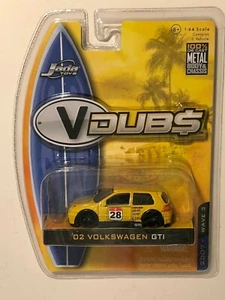 Jada
TOYS
1:64 Scale
100%
METAL
BODY &
CHASSIS
V DUB$
28
'02 VOLKSWAGEN GTI
WAVE 3